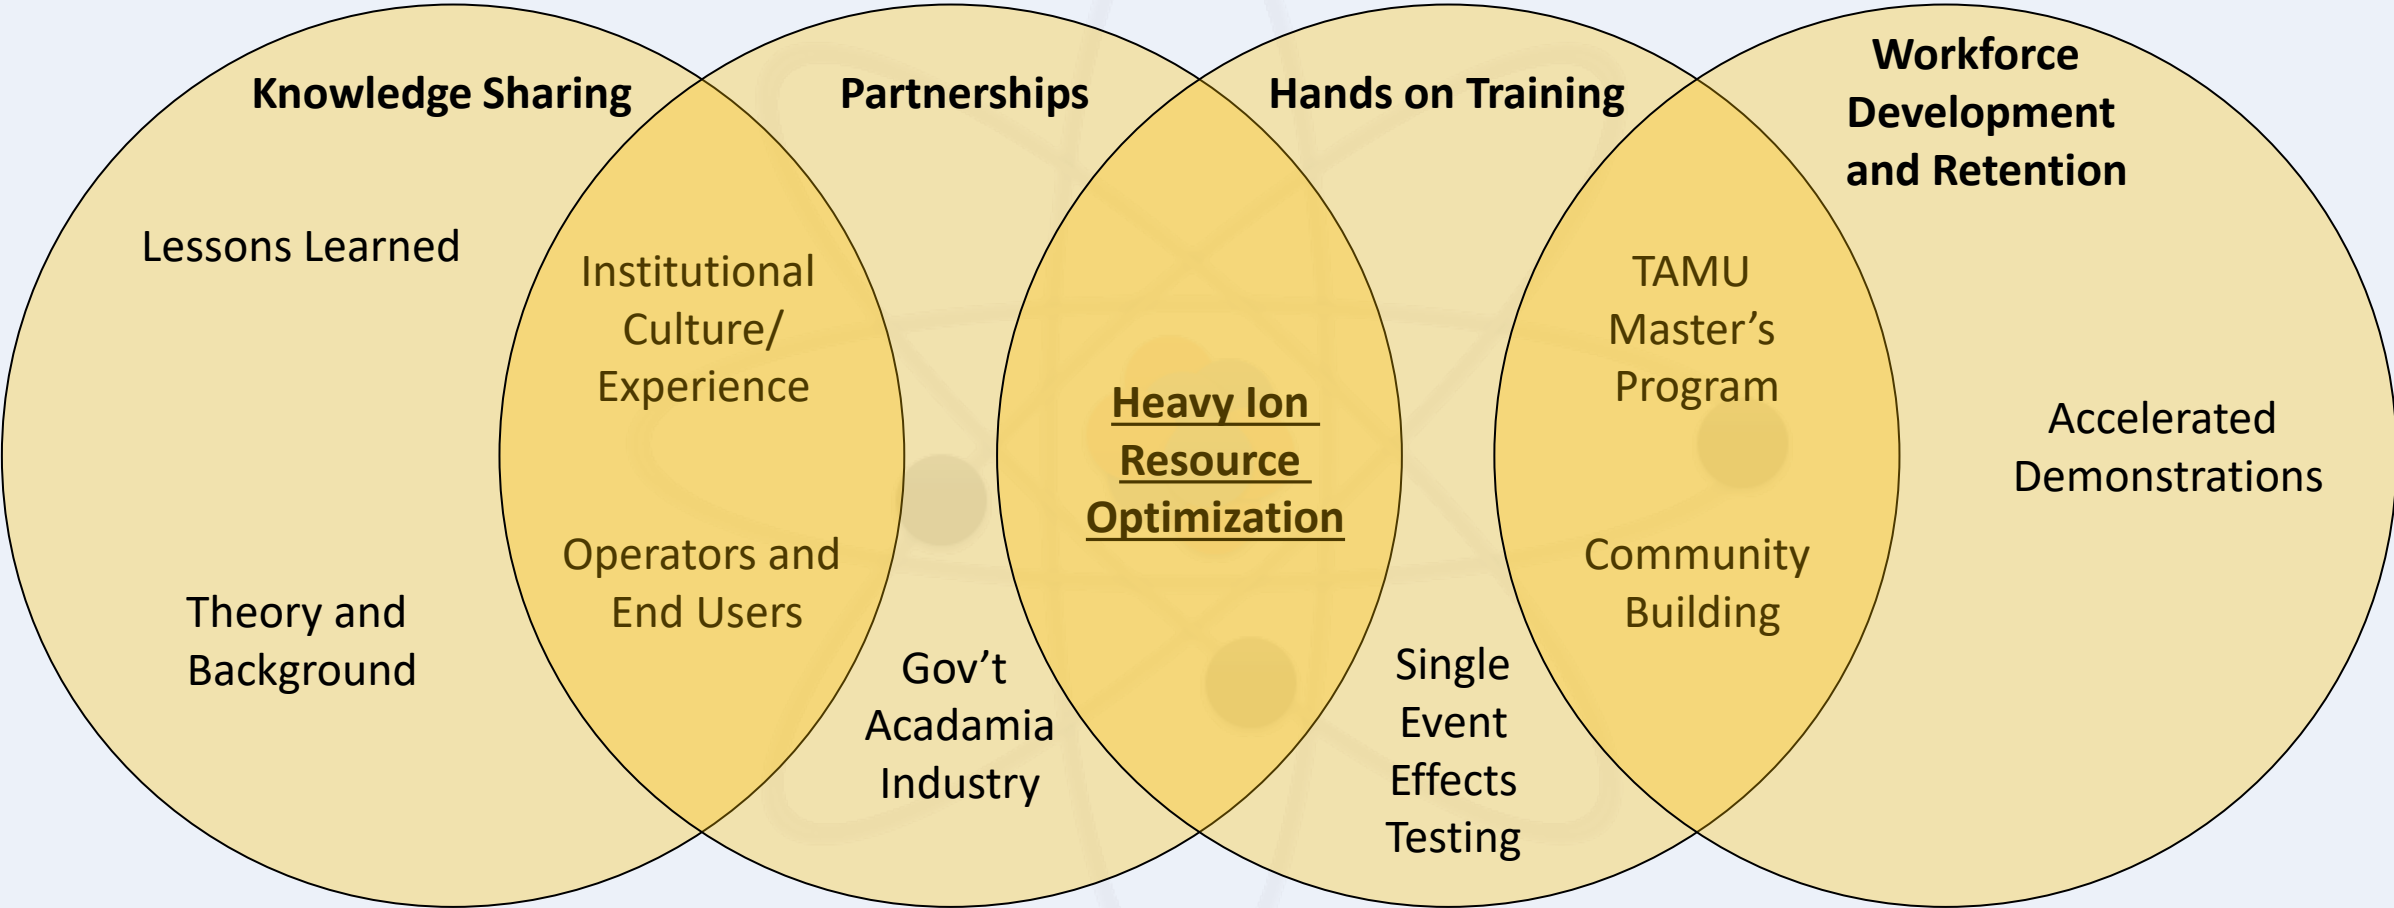 Knowledge Sharing
Lessons Learned
Theory and
Background
Institutional
Culture/
Experience
Operators and
End Users
Partnerships
Gov’t
Acadamia
Industry
Heavy Ion
Resource
Optimization
Hands on Training
Single
Event
Effects
Testing
TAMU
Master’s
Program
Community
Building
Workforce
Development
and Retention
Accelerated
Demonstrations